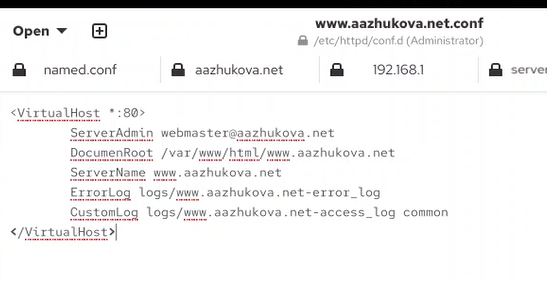 Open
www.aazhukova.net.conf
/etc/httpd/conf.d (Administrator)
named.conf aazhukova.net 192.168.1 server
<VirtualHost *:80>
ServerAdmin webmaster@aazhukova.net
DocumenRoot /var/www/html/www.aazhukova.net
ServerName www.aazhukova.net
ErrorLog logs/www.aazhukova.net-error_log
CustomLog logs/www.aazhukova.net-access_log common
</VirtualHost>